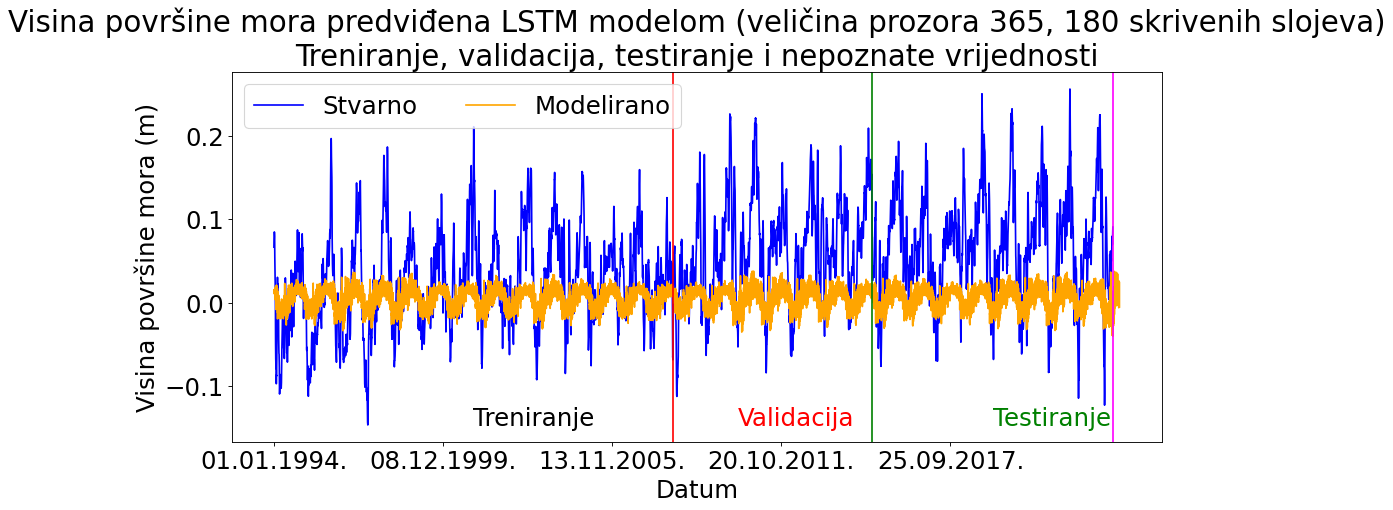 Visina površine mora predviđena LSTM modelom (veličina prozora 365, 180 skrivenih slojeva)
Treniranje, validacija, testiranje i nepoznate vrijednosti
Stvarno
Modelirano
Visina površine mora (m)
0.2
0.1
0.0
−0.1
Treniranje
Validacija
Testiranje
01.01.1994.
08.12.1999.
13.11.2005.
20.10.2011.
25.09.2017.
Datum